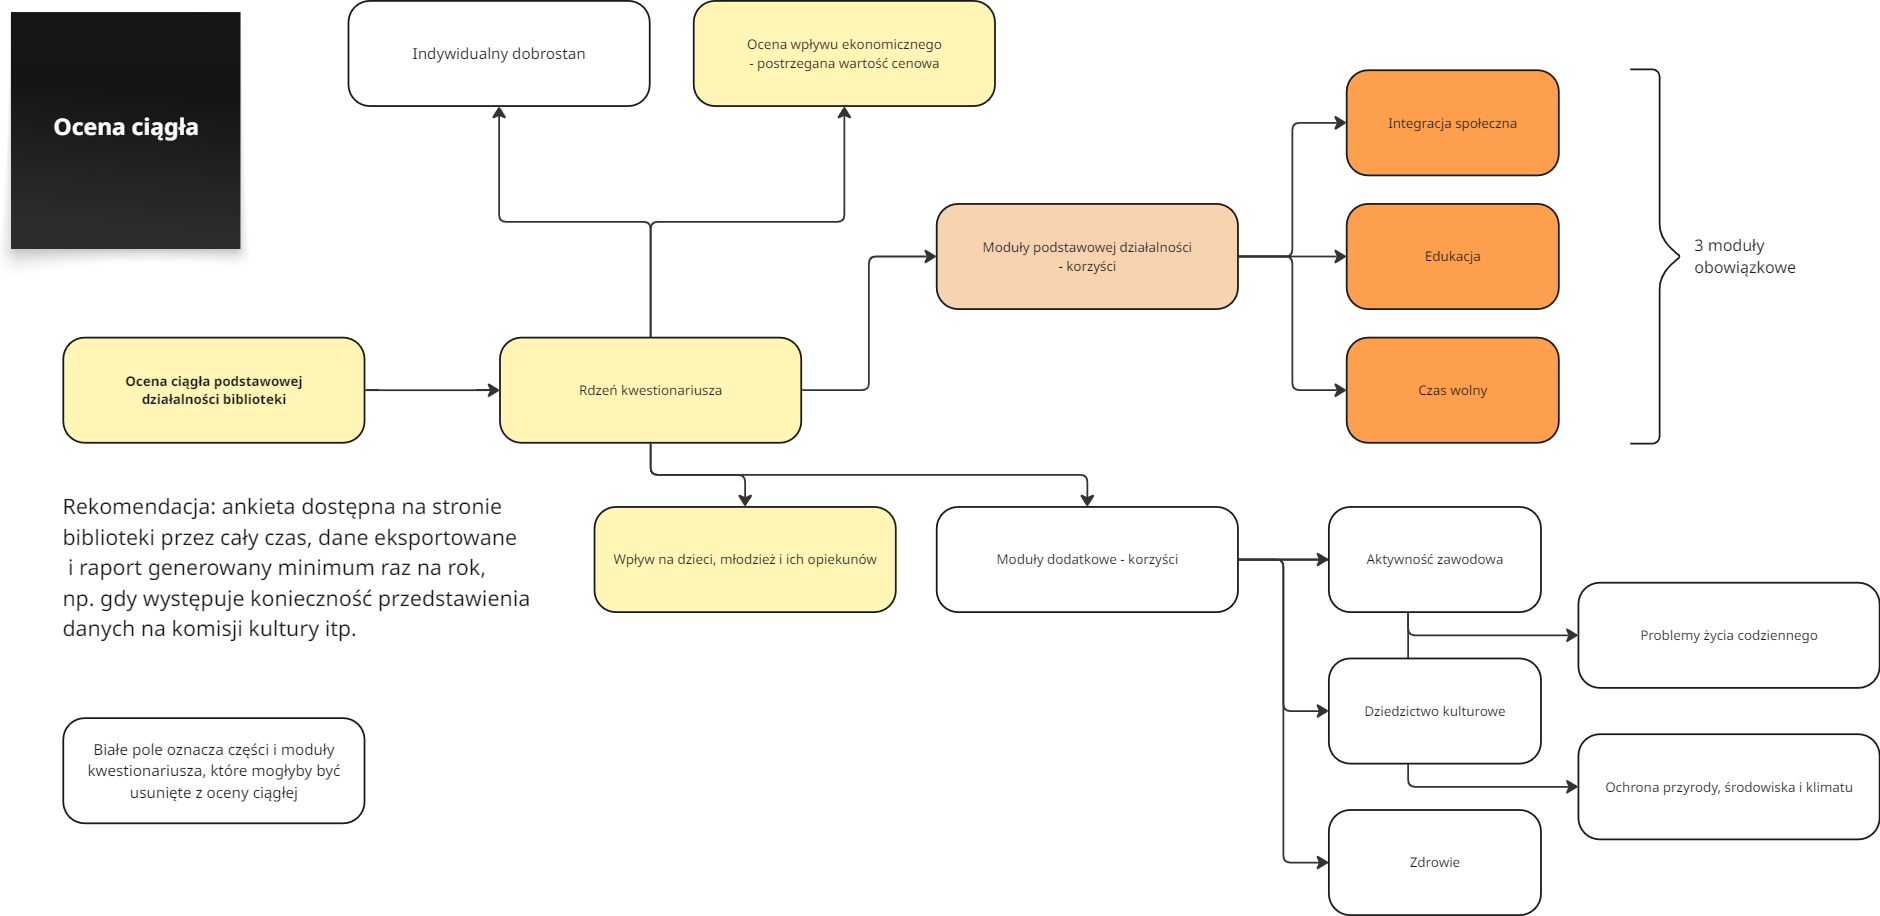 Ocena ciągła
Indywidualny dobrostan
Ocena wpływu ekonomicznego
- postrzegana wartość cenowa
Integracja społeczna
Moduły podstawowej działalności
- korzyści
Edukacja
3 moduły
obowiązkowe
Ocena ciągła podstawowej
działalności biblioteki
Rdzeń kwestionariusza
Czas wolny
Rekomendacja: ankieta dostępna na stronie
biblioteki przez cały czas, dane eksportowane
i raport generowany minimum raz na rok,
np. gdy występuje konieczność przedstawienia
danych na komisji kultury itp.
Wpływ na dzieci, młodzież i ich opiekunów
Moduły dodatkowe - korzyści
Aktywność zawodowa
Problemy życia codziennego
Dziedzictwo kulturowe
Ochrona przyrody, środowiska i klimatu
Zdrowie
Białe pole oznacza części i moduły
kwestionariusza, które mogłyby być
usunięte z oceny ciągłej